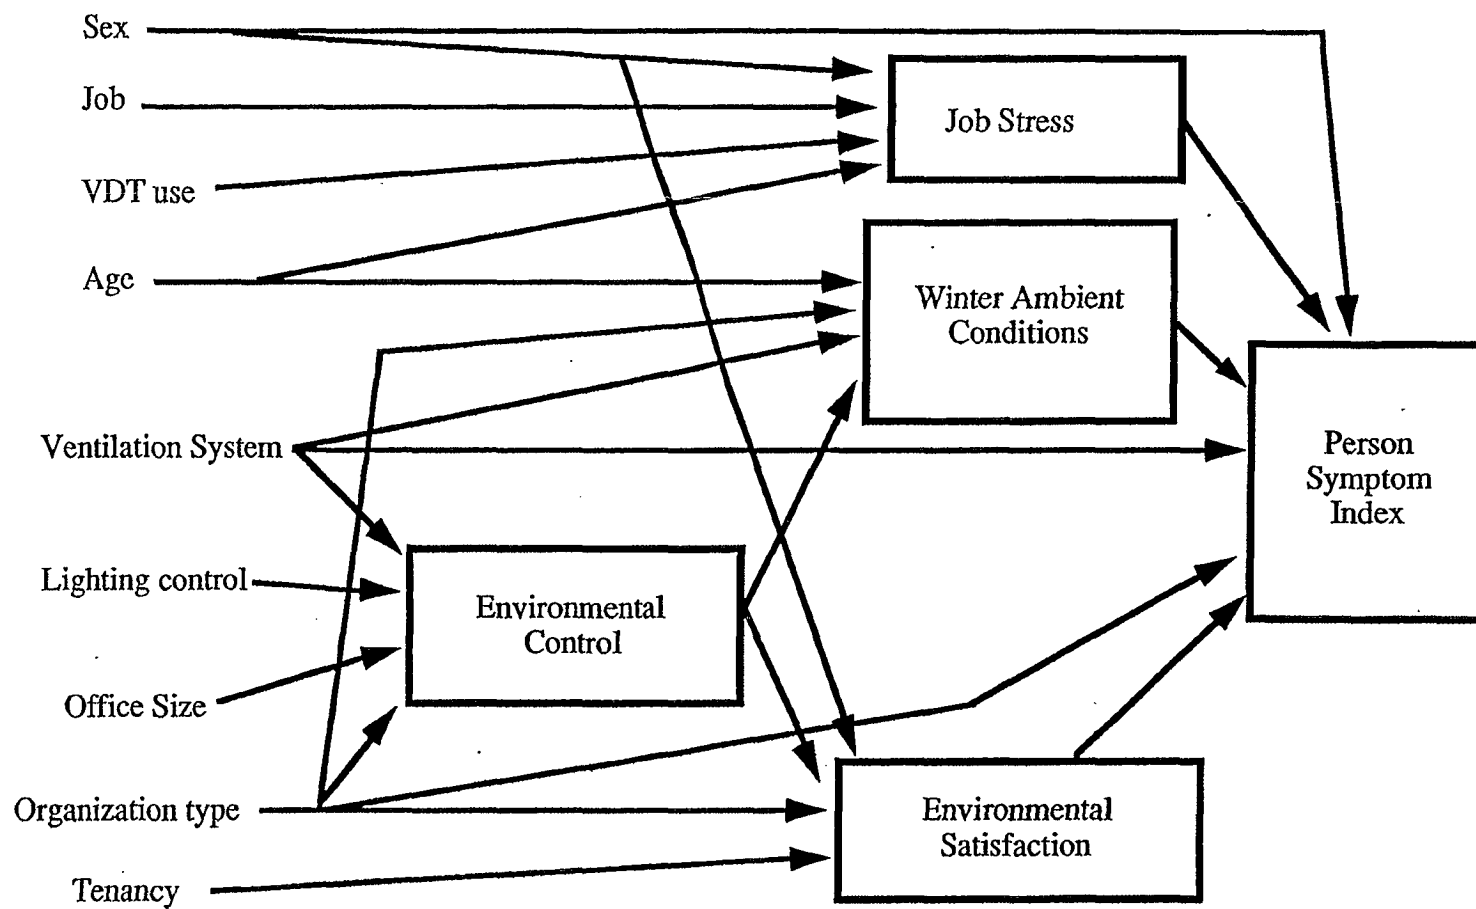 Sex
Job
VDT use
Age
Ventilation System
Lighting control
Office Size
Organization type
Tenancy
Job Stress
Winter Ambient
Conditions
Environmental
Control
Environmental
Satisfaction
Person
Symptom
Index